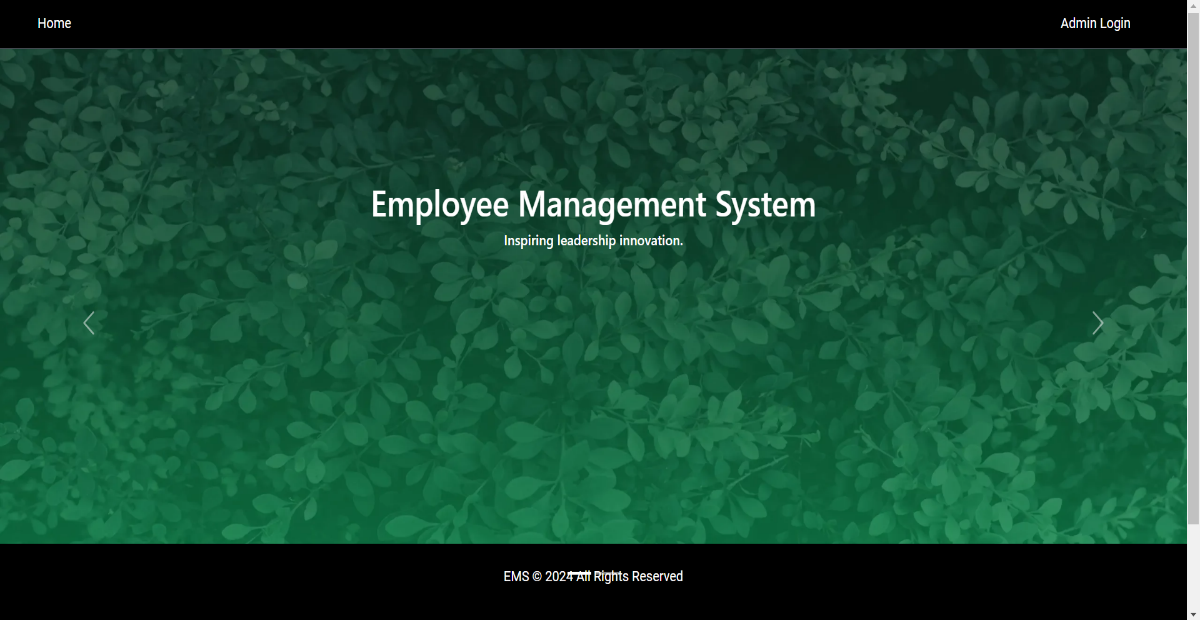 Home
Admin Login
Employee Management System
Inspiring leadership innovation.
EMS © 2024 All Rights Reserved